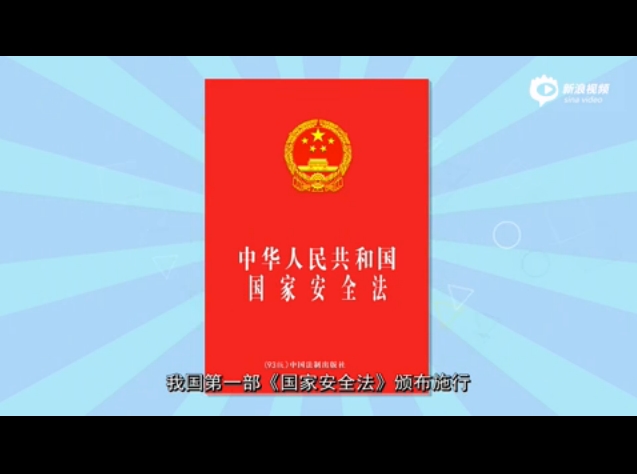 新浪视频
sina video
中华人民共和国
国家安全法
中国法制出版社
我国第一部《国家安全法》颁布施行